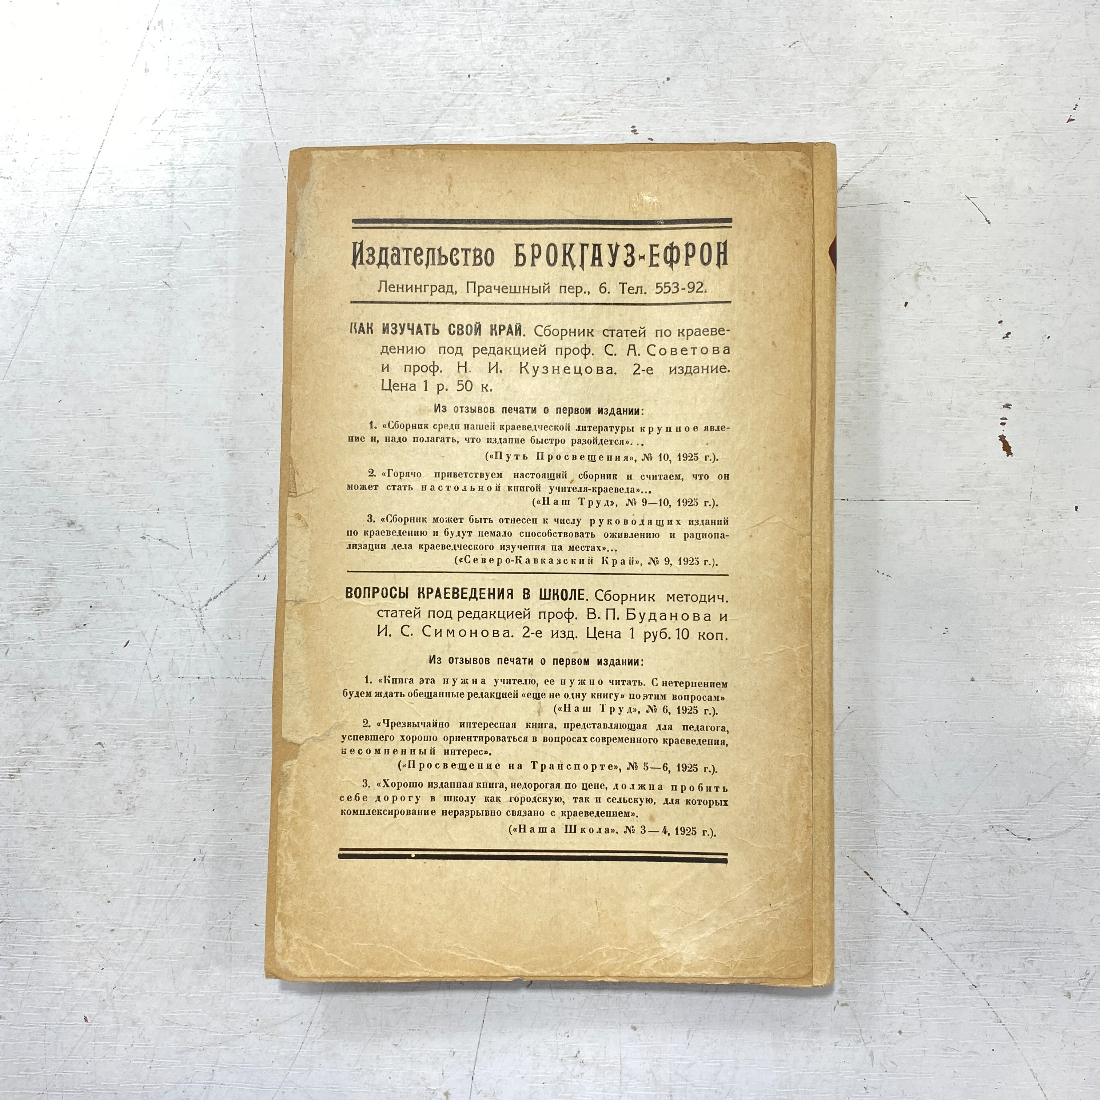 Издательство БРОКГАУЗ-ЕФРОН
Ленинград, Прачешный пер., 6. Тел. 553-92.
КАК ИЗУЧАТЬ СВОЙ КРАЙ. Сборник статей по краеве-
дению под редакцией проф. С. А. Советова
и проф. Н. И. Кузнецова. 2-е издание.
Цена 1 р. 50 к.
Из отзывов печати о первом издании:
1. «Сборник среди нашей краеведческой литературы крупное явле-
ние и, надо полагать, что издание быстро разойдется»...
(«Путь Просвещения», № 10, 1925 г.).
2. «Горячо приветствуем настоящий сборник и считаем, что он
может стать настольной книгой учителя-краеведа»...
(«Наш Труд», № 9—10, 1925 г.).
3. «Сборник может быть отнесен к числу руководящих изданий
по краеведению и будут немало способствовать оживлению и рациона-
лизации дела краеведческого изучения на местах»...
(«Северо-Кавказский Край», № 9, 1925 г.).
ВОПРОСЫ КРАЕВЕДЕНИЯ В ШКОЛЕ. Сборник методич.
статей под редакцией проф. В. П. Буданова и
И. С. Симонова. 2-е изд. Цена 1 руб. 10 коп.
Из отзывов печати о первом издании:
1. «Книга эта нужна учителю, ее нужно читать. С нетерпением
будем ждать обещанные редакцией «еще не одну книгу» по этим вопросам»
(«Наш Труд», № 6, 1925 г.).
2. «Чрезвычайно интересная книга, представляющая для педагога,
успевшего хорошо ориентироваться в вопросах современного краеведения,
несомненный интерес».
(«Просвещение на Транспорте», № 5—6, 1925 г.).
3. «Хорошо изданная книга, недорогая по цене, должна пробить
себе дорогу в школу как городскую, так и сельскую, для которых
комплексирование неразрывно связано с краеведением».
(«Наша Школа», № 3—4, 1925 г.).